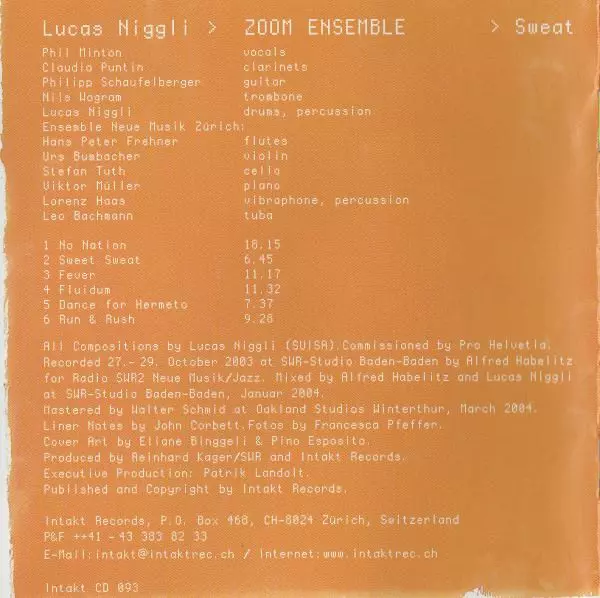 Lucas Niggli > ZOOM ENSEMBLE > Sweat
Phil Minton vocals
Claudio Puntin clarinets
Philipp Schaufelberger guitar
Nils Wogram trombone
Lucas Niggli drums, percussion
Ensemble Neue Musik Zürich:
Hans Peter Frehner flutes
Urs Bumbacher violin
Stefan Tuth cello
Viktor Müller piano
Lorenz Haas vibraphone, percussion
Leo Bachmann tuba
1 No Nation 18.15
2 Sweet Sweat 6.45
3 Fever 11.17
4 Fluidum 11.32
5 Dance for Hermeto 7.37
6 Run & Rush 9.28
All Compositions by Lucas Niggli (SUISA).Commissioned by Pro Helvetia.
Recorded 27.- 29. October 2003 at SWR-Studio Baden-Baden by Alfred Habelitz
for Radio SWR2 Neue Musik/Jazz. Mixed by Alfred Habelitz and Lucas Niggli
at SWR-Studio Baden-Baden, Januar 2004.
Mastered by Walter Schmid at Oakland Studios Winterthur, March 2004.
Liner Notes by John Corbett.Fotos by Francesca Pfeffer.
Cover Art by Eliane Binggeli & Pino Esposito.
Produced by Reinhard Kager/SWR and Intakt Records.
Executive Production: Patrik Landolt.
Published and Copyright by Intakt Records.
Intakt Records, P.O. Box 468, CH-8024 Zürich, Switzerland
P&F ++41 - 43 383 82 33
E-Mail:intakt@intaktrec.ch / Internet:www.intaktrec.ch
Intakt CD 093